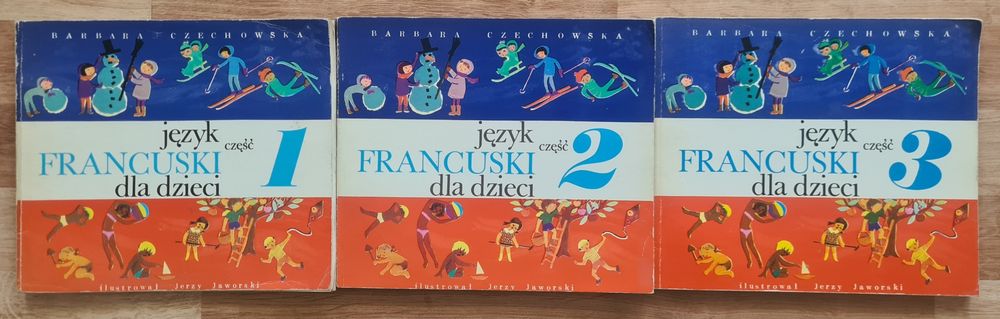 BARBARA CZECHOWSKA
język
część
FRANCUSKI
dla dzieci
1
ilustrował Jerzy Jaworski
BARBARA CZECHOWSKA
język
część
FRANCUSKI
dla dzieci
2
ilustrował Jerzy Jaworski
BARBARA CZECHOWSKA
język
część
FRANCUSKI
dla dzieci
3
ilustrował Jerzy Jaworski